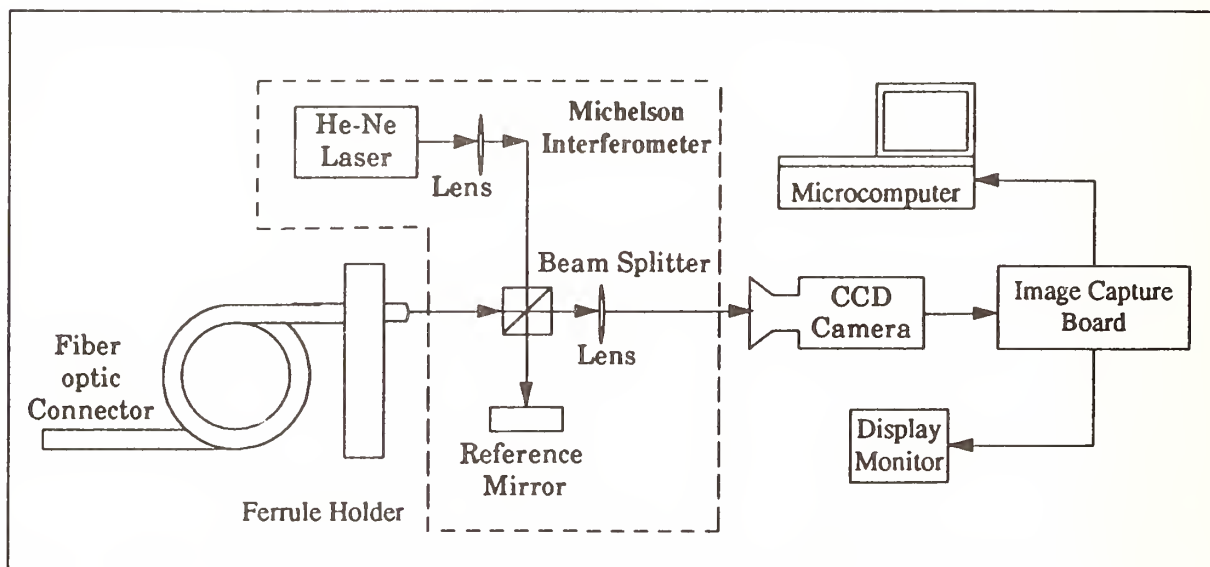 He-Ne
Laser
Lens
Michelson
Interferometer
Microcomputer
Beam Splitter
Lens
CCD
Camera
Image Capture
Board
Fiber
optic
Connector
Reference
Mirror
Display
Monitor
Ferrule Holder